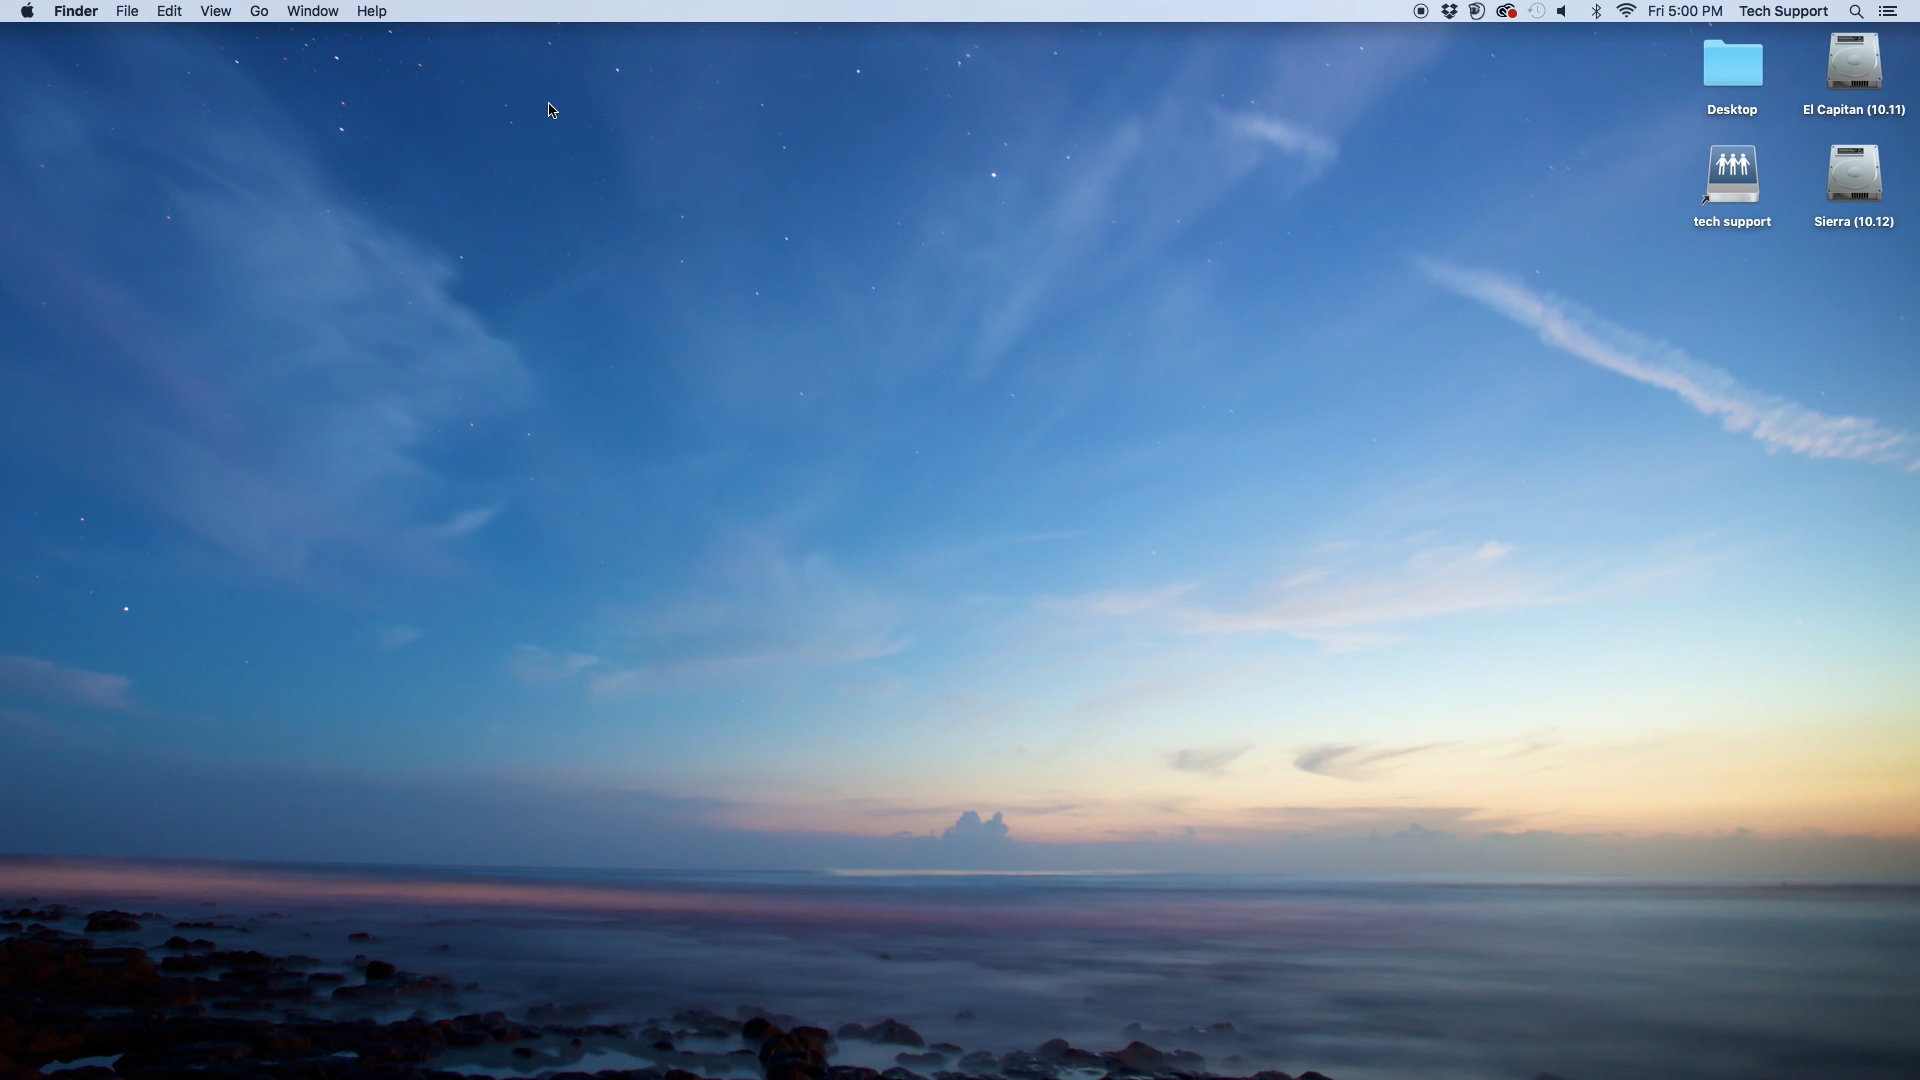 Finder File Edit View Go Window Help Fri 5:00 PM Tech Support
Desktop El Capitan (10.11)
tech support Sierra (10.12)